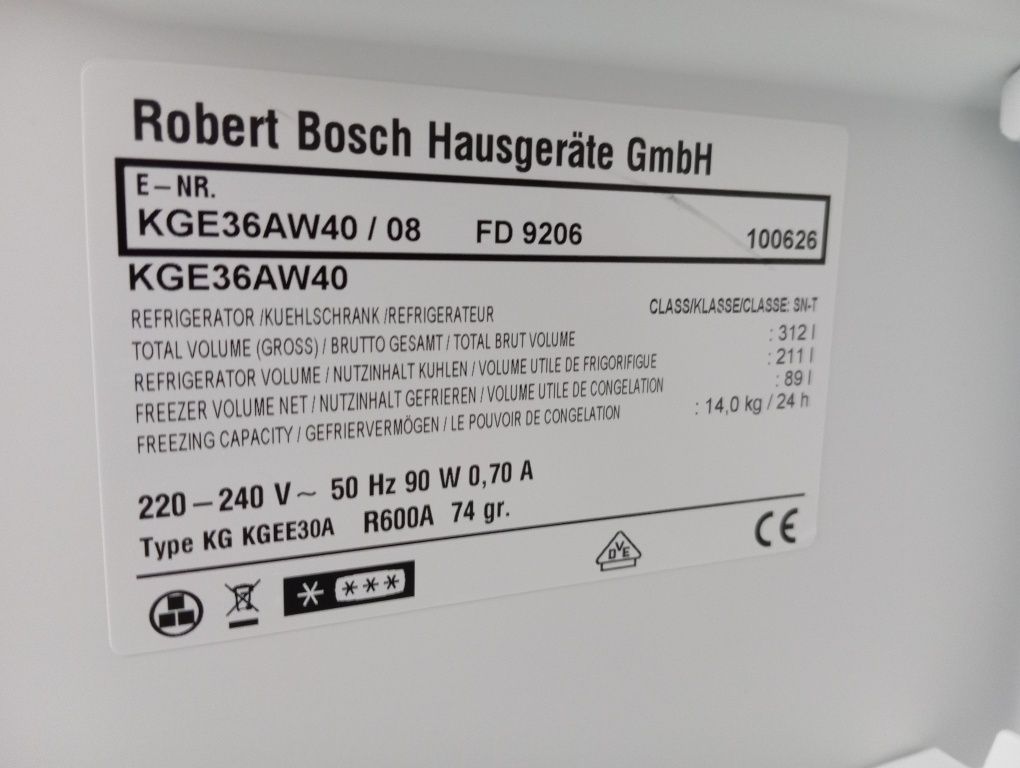 Robert Bosch Hausgeräte GmbH
E-NR.
KGE36AW40 / 08 FD 9206 100626
KGE36AW40
CLASS/KLASSE/CLASSE: SN-T
REFRIGERATOR /KUEHLSCHRANK /REFRIGERATEUR
TOTAL VOLUME (GROSS) / BRUTTO GESAMT / TOTAL BRUT VOLUME : 312 l
REFRIGERATOR VOLUME / NUTZINHALT KUHLEN / VOLUME UTILE DE FRIGORIFIGUE : 211 l
FREEZER VOLUME NET / NUTZINHALT GEFRIEREN / VOLUME UTILE DE CONGELATION : 89 l
FREEZING CAPACITY / GEFRIERVERMÖGEN / LE POUVOIR DE CONGELATION : 14,0 kg / 24 h
220 – 240 V ~ 50 Hz 90 W 0,70 A
Type KG KGEE30A R600A 74 gr.
DVE
CE